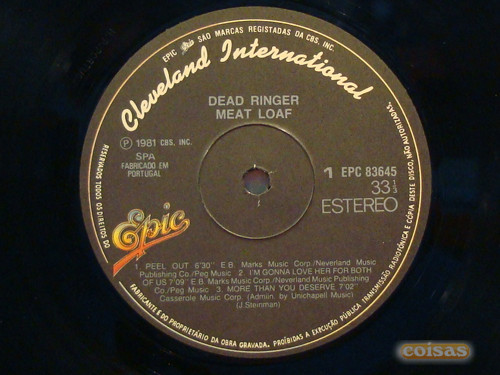 EPIC SÃO MARCAS REGISTADAS DA CBS, INC.
Cleveland International
DEAD RINGER
MEAT LOAF
℗ 1981 CBS, INC.
SPA
FABRICADO EM
PORTUGAL
1 EPC 83645
33⅓
ESTEREO
Epic
1. PEEL OUT 6'30'' E.B. Marks Music Corp./Neverland Music
Publishing Co./Peg Music 2. I'M GONNA LOVE HER FOR BOTH
OF US 7'09'' E.B. Marks Music Corp./Neverland Music Publishing
Co./Peg Music 3. MORE THAN YOU DESERVE 7'02''
Casserole Music Corp. (Admin. by Unichapell Music)
(J.Steinman)
RESERVADOS TODOS OS DIREITOS DO FABRICANTE E DO PROPRIETÁRIO DA OBRA GRAVADA. PROIBIDOS A EXECUÇÃO PÚBLICA, TRANSMISSÃO RADIOFÓNICA E CÓPIA DESTE DISCO, NÃO AUTORIZADAS.
coisas